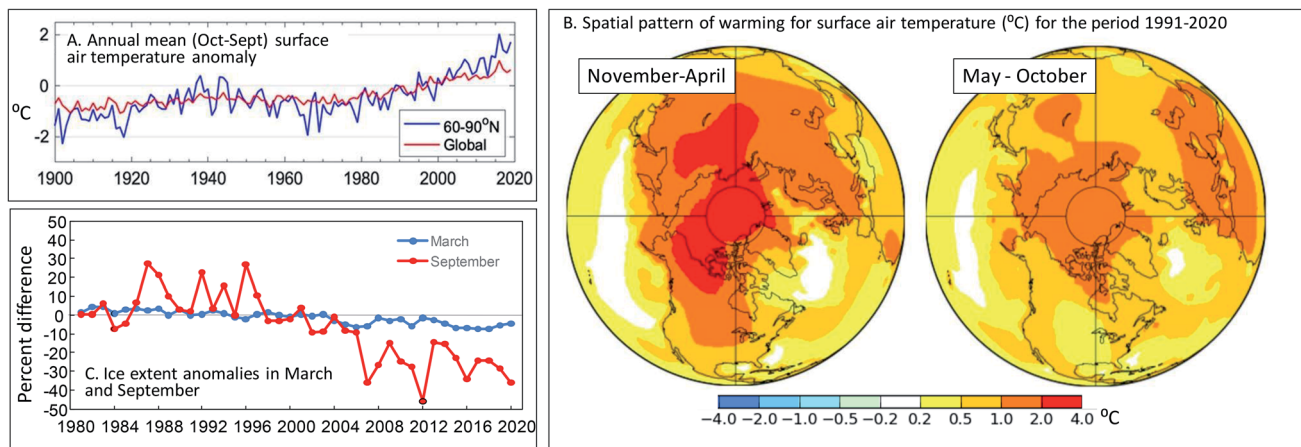 A. Annual mean (Oct-Sept) surface
air temperature anomaly
2
0
-2
⁰C
60-90⁰N
Global
1900 1920 1940 1960 1980 2000 2020
B. Spatial pattern of warming for surface air temperature (⁰C) for the period 1991-2020
November-April
May - October
−4.0 −2.0 −1.0 −0.5 −0.2 0.2 0.5 1.0 2.0 4.0 ⁰C
50
40
30
20
10
0
-10
-20
-30
-40
-50
Percent difference
March
September
C. Ice extent anomalies in March
and September
1980 1984 1988 1992 1996 2000 2004 2008 2012 2016 2020